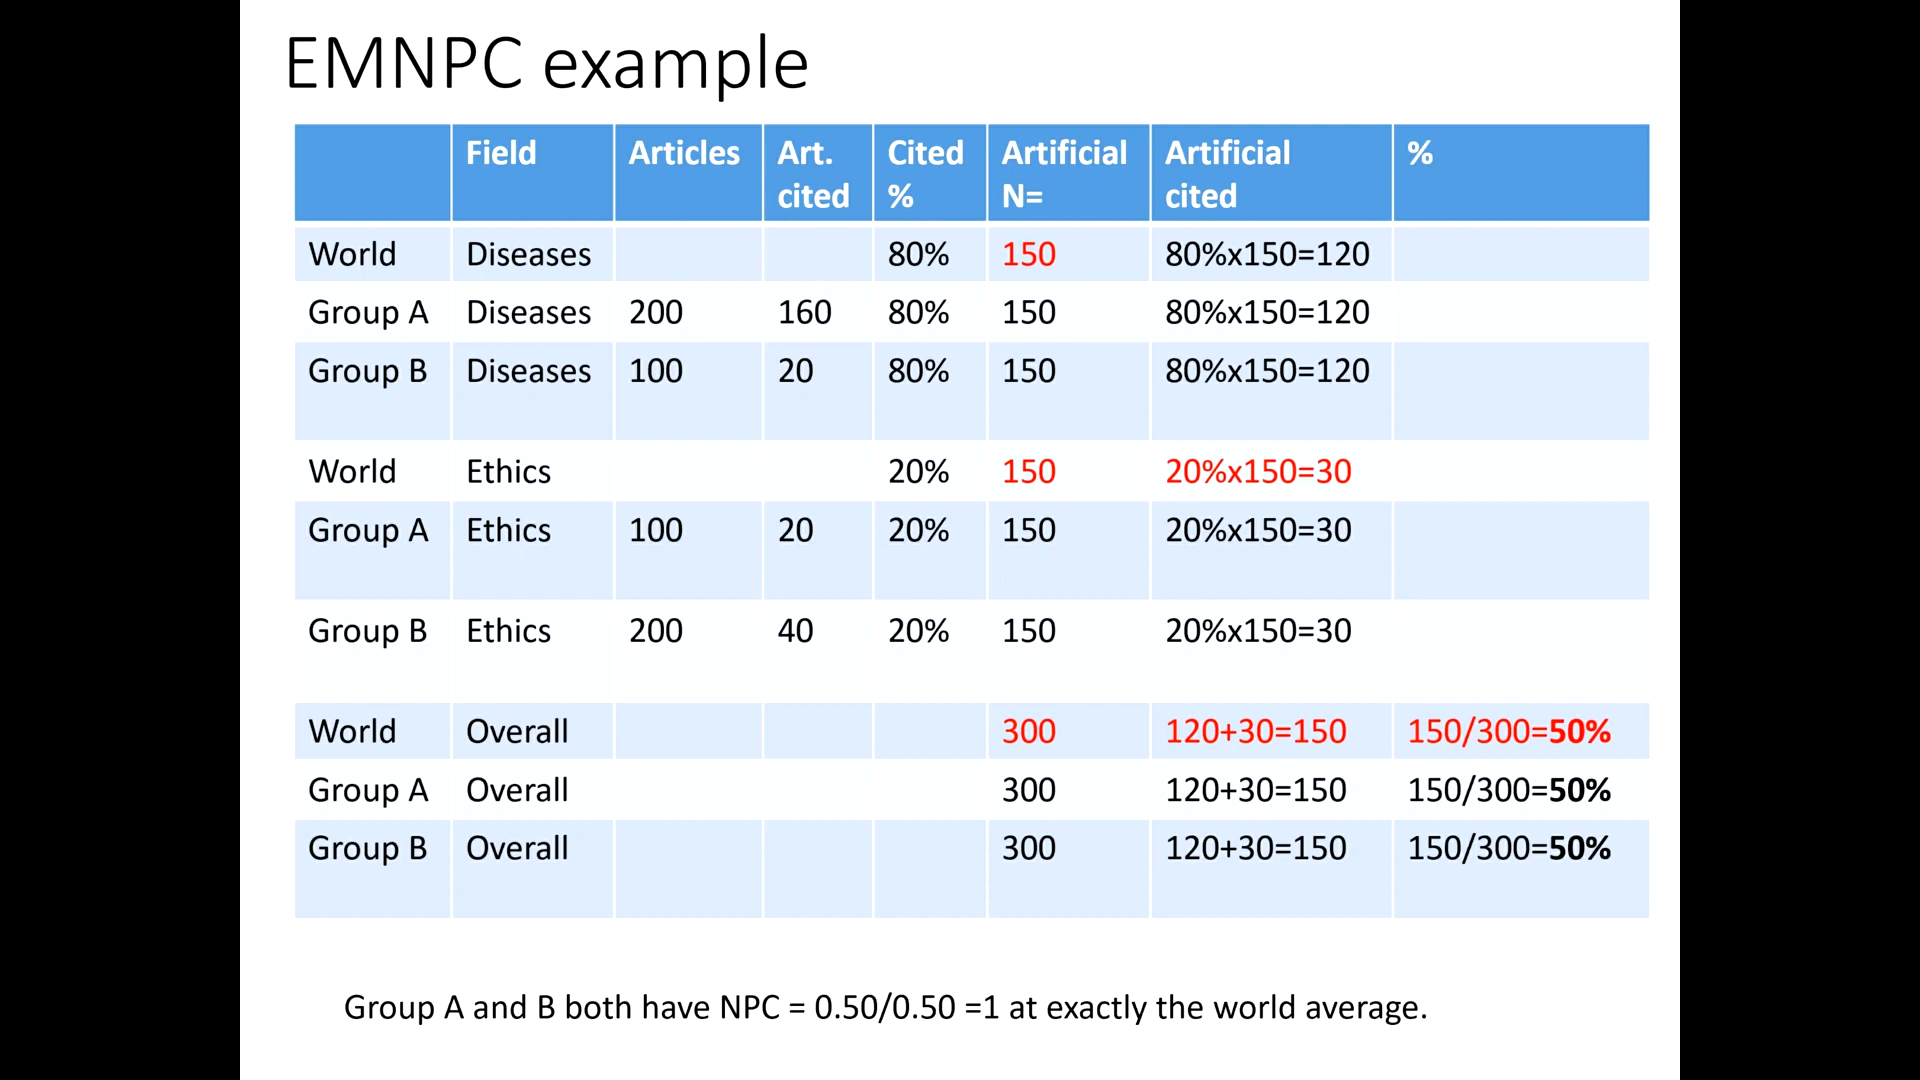 EMNPC example
Field Articles Art. cited Cited % Artificial N= Artificial cited %
World Diseases 80% 150 80%x150=120
Group A Diseases 200 160 80% 150 80%x150=120
Group B Diseases 100 20 80% 150 80%x150=120
World Ethics 20% 150 20%x150=30
Group A Ethics 100 20 20% 150 20%x150=30
Group B Ethics 200 40 20% 150 20%x150=30
World Overall 300 120+30=150 150/300=50%
Group A Overall 300 120+30=150 150/300=50%
Group B Overall 300 120+30=150 150/300=50%
Group A and B both have NPC = 0.50/0.50 =1 at exactly the world average.